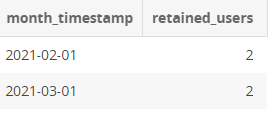 month_timestamp retained_users
2021-02-01 2
2021-03-01 2